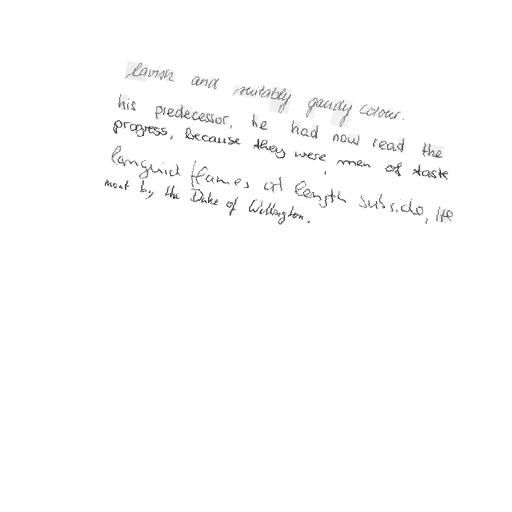 lavish and suitably gaudy colour.
his predecessor, he had now read the
progress, because they were men of taste
languid flames at length subside, the
ment by the Duke of Wellington.